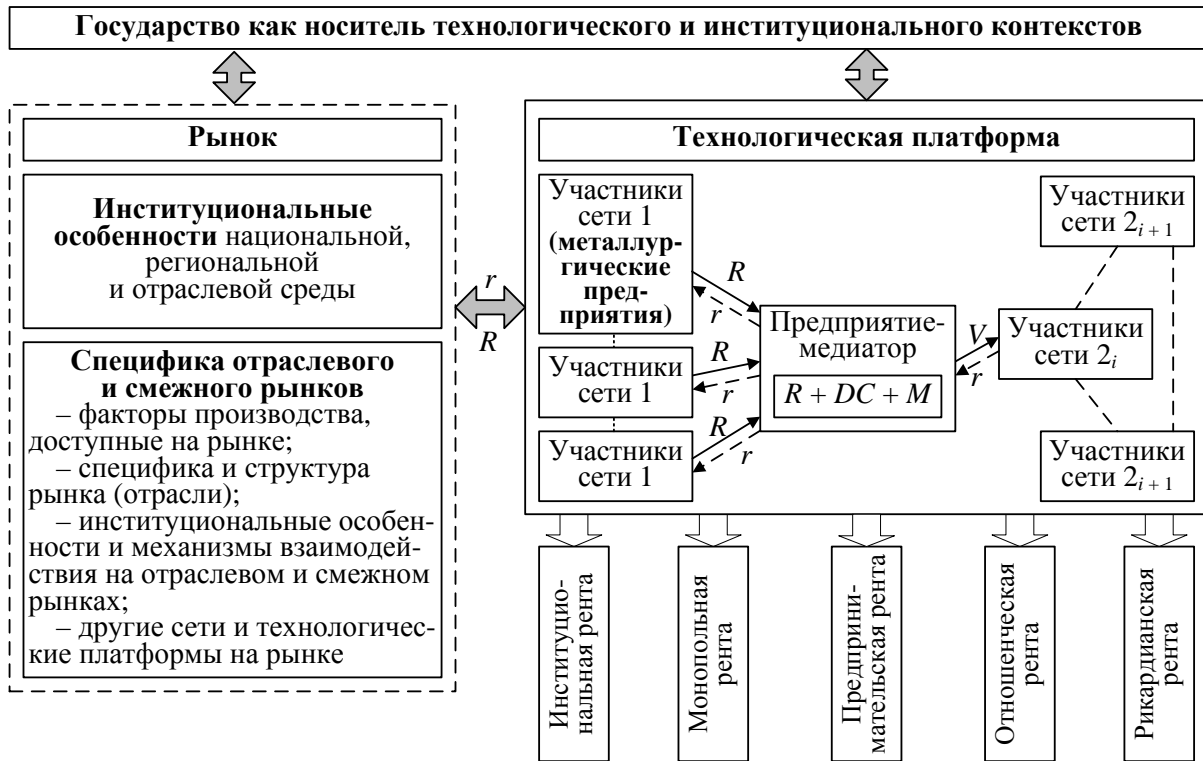 Государство как носитель технологического и институционального контекстов
Рынок
Институциональные
особенности национальной,
региональной
и отраслевой среды
Специфика отраслевого
и смежного рынков
– факторы производства,
доступные на рынке;
– специфика и структура
рынка (отрасли);
– институциональные особен-
ности и механизмы взаимодей-
ствия на отраслевом и смежном
рынках;
– другие сети и технологиче-
ские платформы на рынке
r
R
Технологическая платформа
Участники
сети 1
(металлур-
гические
пред-
приятия)
Участники
сети 1
Участники
сети 1
R
r
R
r
R
r
Предприятие-
медиатор
R + DC + M
V
r
Участники
сети 2i + 1
Участники
сети 2i
Участники
сети 2i + 1
Институцио-
нальная рента
Монопольная
рента
Предприни-
мательская рента
Отношенческая
рента
Рикардианская
рента